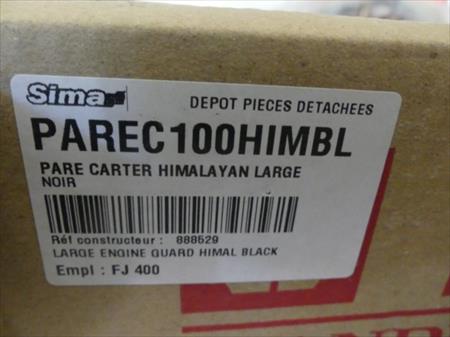 Sima
DEPOT PIECES DETACHEES
PAREC100HIMBL
PARE CARTER HIMALAYAN LARGE
NOIR
Réf constructeur : 888529
LARGE ENGINE GUARD HIMAL BLACK
Empl : FJ 400